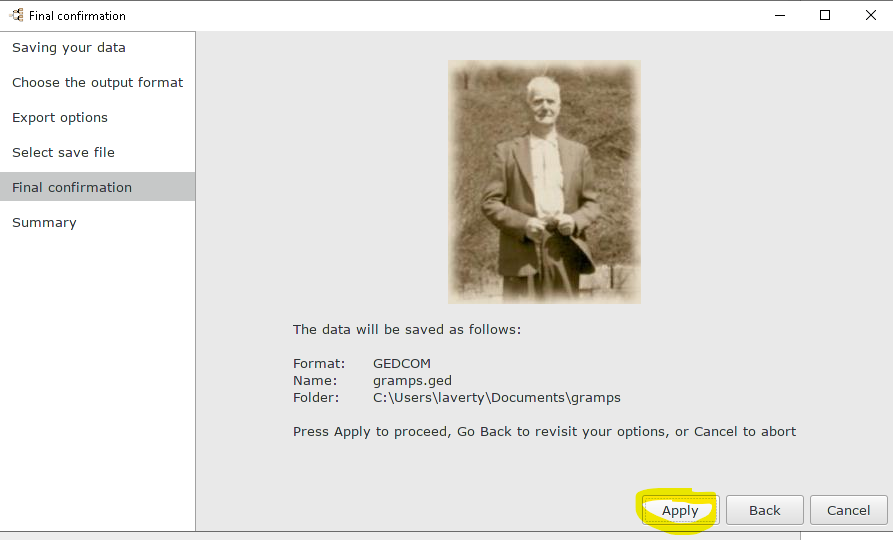 Final confirmation
Saving your data
Choose the output format
Export options
Select save file
Final confirmation
Summary
The data will be saved as follows:
Format: GEDCOM
Name: gramps.ged
Folder: C:\Users\laverty\Documents\gramps
Press Apply to proceed, Go Back to revisit your options, or Cancel to abort
Apply Back Cancel